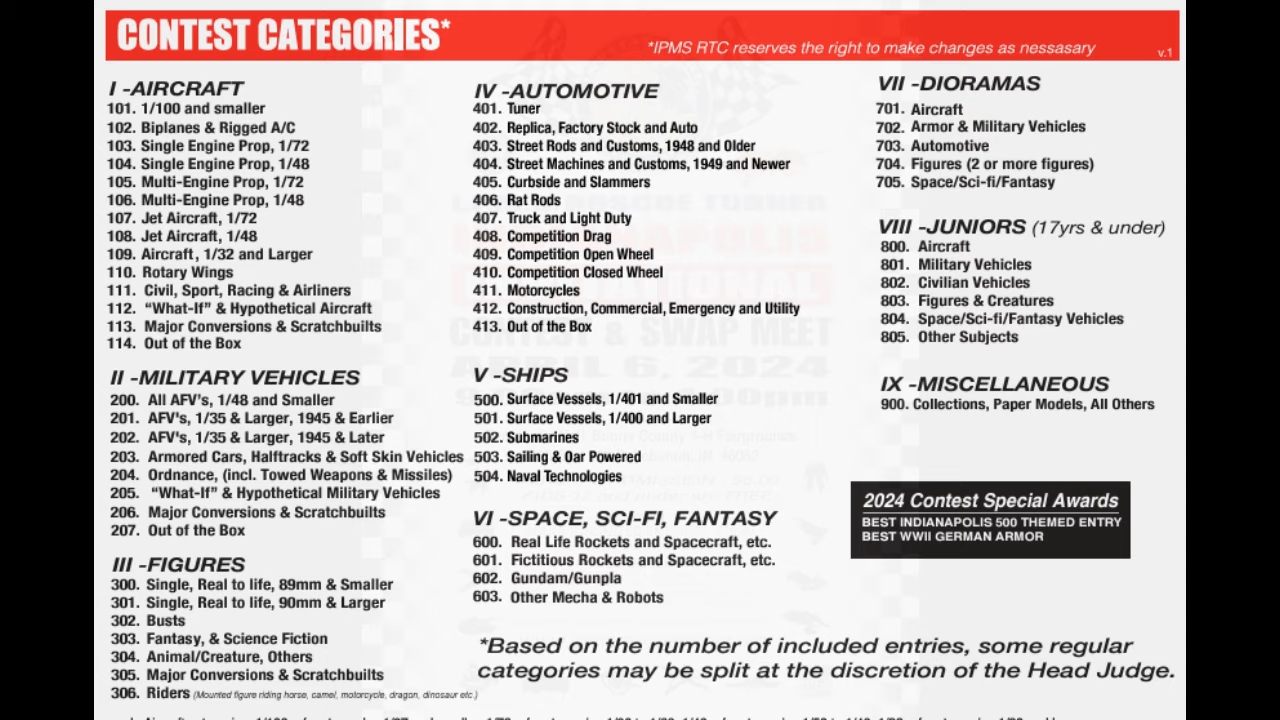 CONTEST CATEGORIES*
*IPMS RTC reserves the right to make changes as nessasary
v.1
I -AIRCRAFT
101. 1/100 and smaller
102. Biplanes & Rigged A/C
103. Single Engine Prop, 1/72
104. Single Engine Prop, 1/48
105. Multi-Engine Prop, 1/72
106. Multi-Engine Prop, 1/48
107. Jet Aircraft, 1/72
108. Jet Aircraft, 1/48
109. Aircraft, 1/32 and Larger
110. Rotary Wings
111. Civil, Sport, Racing & Airliners
112. “What-If” & Hypothetical Aircraft
113. Major Conversions & Scratchbuilts
114. Out of the Box
II -MILITARY VEHICLES
200. All AFV's, 1/48 and Smaller
201. AFV's, 1/35 & Larger, 1945 & Earlier
202. AFV's, 1/35 & Larger, 1945 & Later
203. Armored Cars, Halftracks & Soft Skin Vehicles
204. Ordnance, (incl. Towed Weapons & Missiles)
205. “What-If” & Hypothetical Military Vehicles
206. Major Conversions & Scratchbuilts
207. Out of the Box
III -FIGURES
300. Single, Real to life, 89mm & Smaller
301. Single, Real to life, 90mm & Larger
302. Busts
303. Fantasy, & Science Fiction
304. Animal/Creature, Others
305. Major Conversions & Scratchbuilts
306. Riders (Mounted figure riding horse, camel, motorcycle, dragon, dinosaur etc.)
IV -AUTOMOTIVE
401. Tuner
402. Replica, Factory Stock and Auto
403. Street Rods and Customs, 1948 and Older
404. Street Machines and Customs, 1949 and Newer
405. Curbside and Slammers
406. Rat Rods
407. Truck and Light Duty
408. Competition Drag
409. Competition Open Wheel
410. Competition Closed Wheel
411. Motorcycles
412. Construction, Commercial, Emergency and Utility
413. Out of the Box
V -SHIPS
500. Surface Vessels, 1/401 and Smaller
501. Surface Vessels, 1/400 and Larger
502. Submarines
503. Sailing & Oar Powered
504. Naval Technologies
VI -SPACE, SCI-FI, FANTASY
600. Real Life Rockets and Spacecraft, etc.
601. Fictitious Rockets and Spacecraft, etc.
602. Gundam/Gunpla
603. Other Mecha & Robots
VII -DIORAMAS
701. Aircraft
702. Armor & Military Vehicles
703. Automotive
704. Figures (2 or more figures)
705. Space/Sci-fi/Fantasy
VIII -JUNIORS (17yrs & under)
800. Aircraft
801. Military Vehicles
802. Civilian Vehicles
803. Figures & Creatures
804. Space/Sci-fi/Fantasy Vehicles
805. Other Subjects
IX -MISCELLANEOUS
900. Collections, Paper Models, All Others
2024 Contest Special Awards
BEST INDIANAPOLIS 500 THEMED ENTRY
BEST WWII GERMAN ARMOR
*Based on the number of included entries, some regular
categories may be split at the discretion of the Head Judge.
CONTEST & SWAP MEET
APRIL 6, 2024